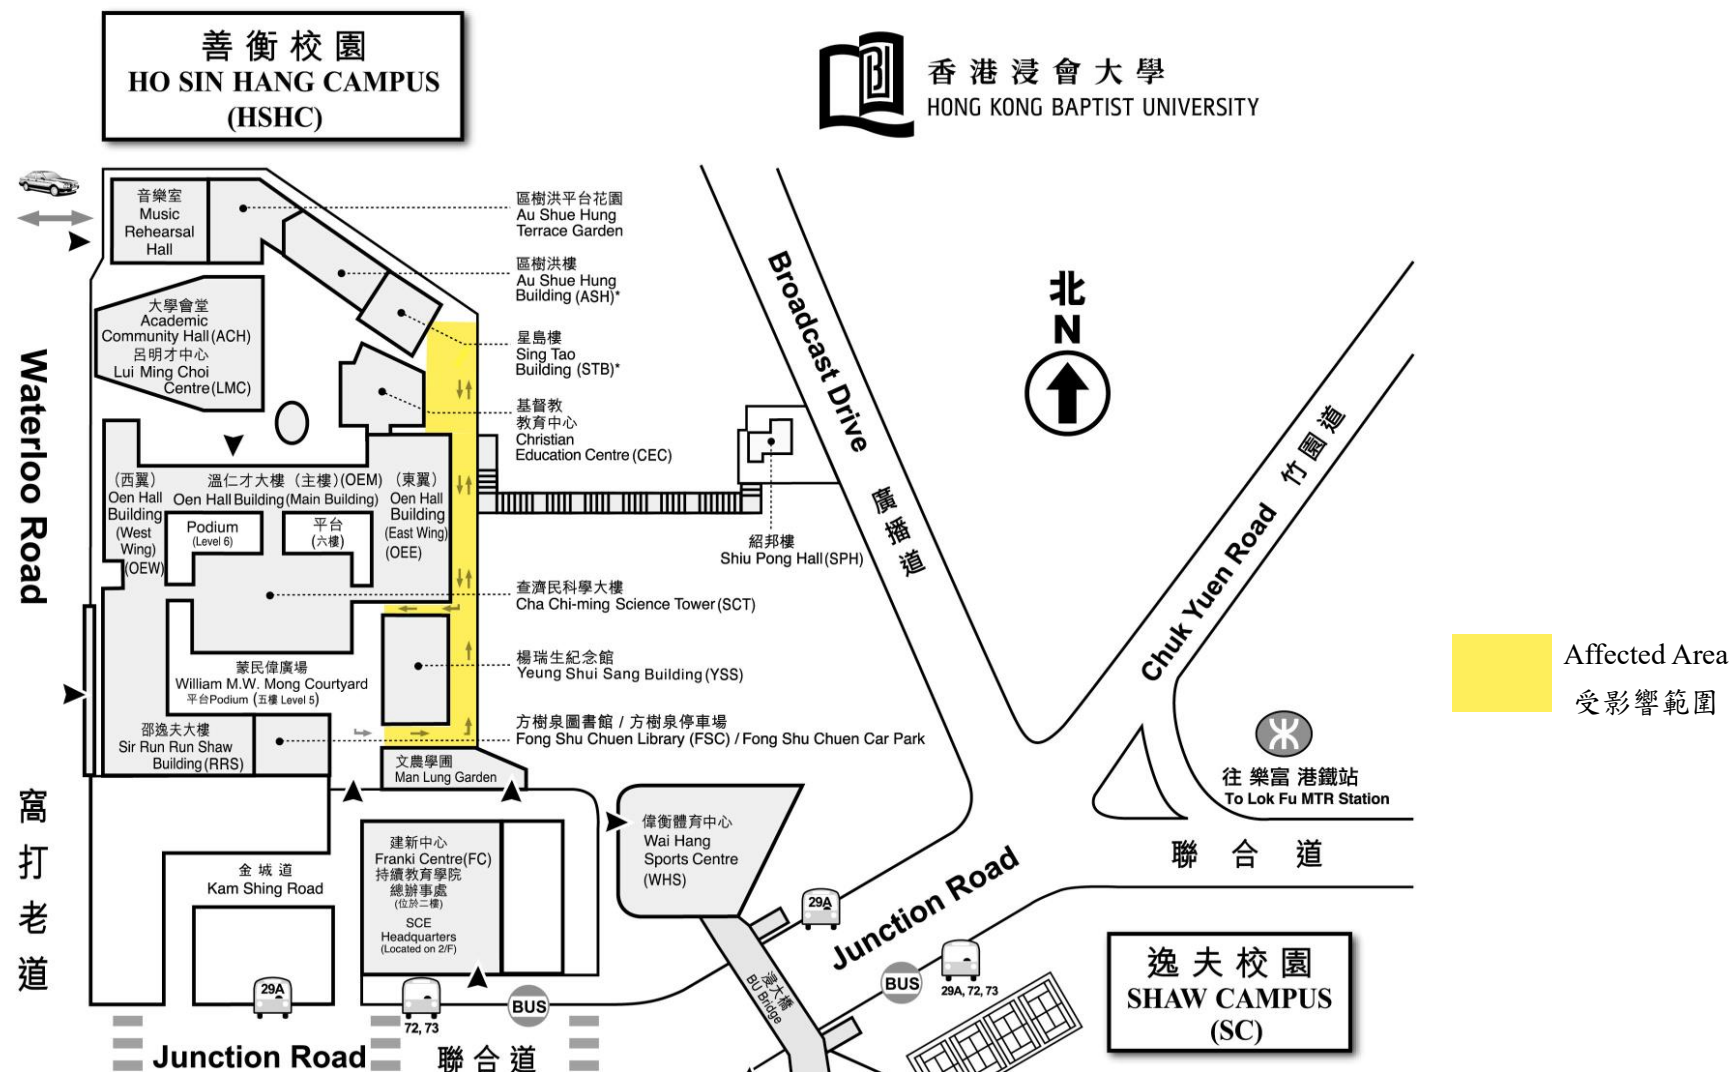 善衡校園
HO SIN HANG CAMPUS
(HSHC)
香港浸會大學
HONG KONG BAPTIST UNIVERSITY
音樂室
Music
Rehearsal
Hall
區樹洪平台花園
Au Shue Hung
Terrace Garden
區樹洪樓
Au Shue Hung
Building (ASH)*
大學會堂
Academic
Community Hall (ACH)
呂明才中心
Lui Ming Choi
Centre (LMC)
星島樓
Sing Tao
Building (STB)*
基督教
教育中心
Christian
Education Centre (CEC)
Waterloo Road
窩打老道
(西翼)
Oen Hall
Building
(West
Wing)
(OEW)
溫仁才大樓 (主樓) (OEM)
Oen Hall Building (Main Building)
(東翼)
Oen Hall
Building
(East Wing)
(OEE)
Podium
(Level 6)
平台
(六樓)
查濟民科學大樓
Cha Chi-ming Science Tower (SCT)
蒙民偉廣場
William M.W. Mong Courtyard
平台Podium (五樓 Level 5)
楊瑞生紀念館
Yeung Shui Sang Building (YSS)
邵逸夫大樓
Sir Run Run Shaw
Building (RRS)
方樹泉圖書館 / 方樹泉停車場
Fong Shu Chuen Library (FSC) / Fong Shu Chuen Car Park
文農學圃
Man Lung Garden
紹邦樓
Shiu Pong Hall (SPH)
Broadcast Drive 廣播道
北
N
Chuk Yuen Road 竹園道
Affected Area
受影響範圍
往 樂富 港鐵站
To Lok Fu MTR Station
聯合道
金城道
Kam Shing Road
建新中心
Franki Centre (FC)
持續教育學院
總辦事處
(位於二樓)
SCE
Headquarters
(Located on 2/F)
偉衡體育中心
Wai Hang
Sports Centre
(WHS)
29A
Junction Road
浸大橋
BU Bridge
BUS
29A, 72, 73
逸夫校園
SHAW CAMPUS
(SC)
29A
72, 73
BUS
Junction Road 聯合道